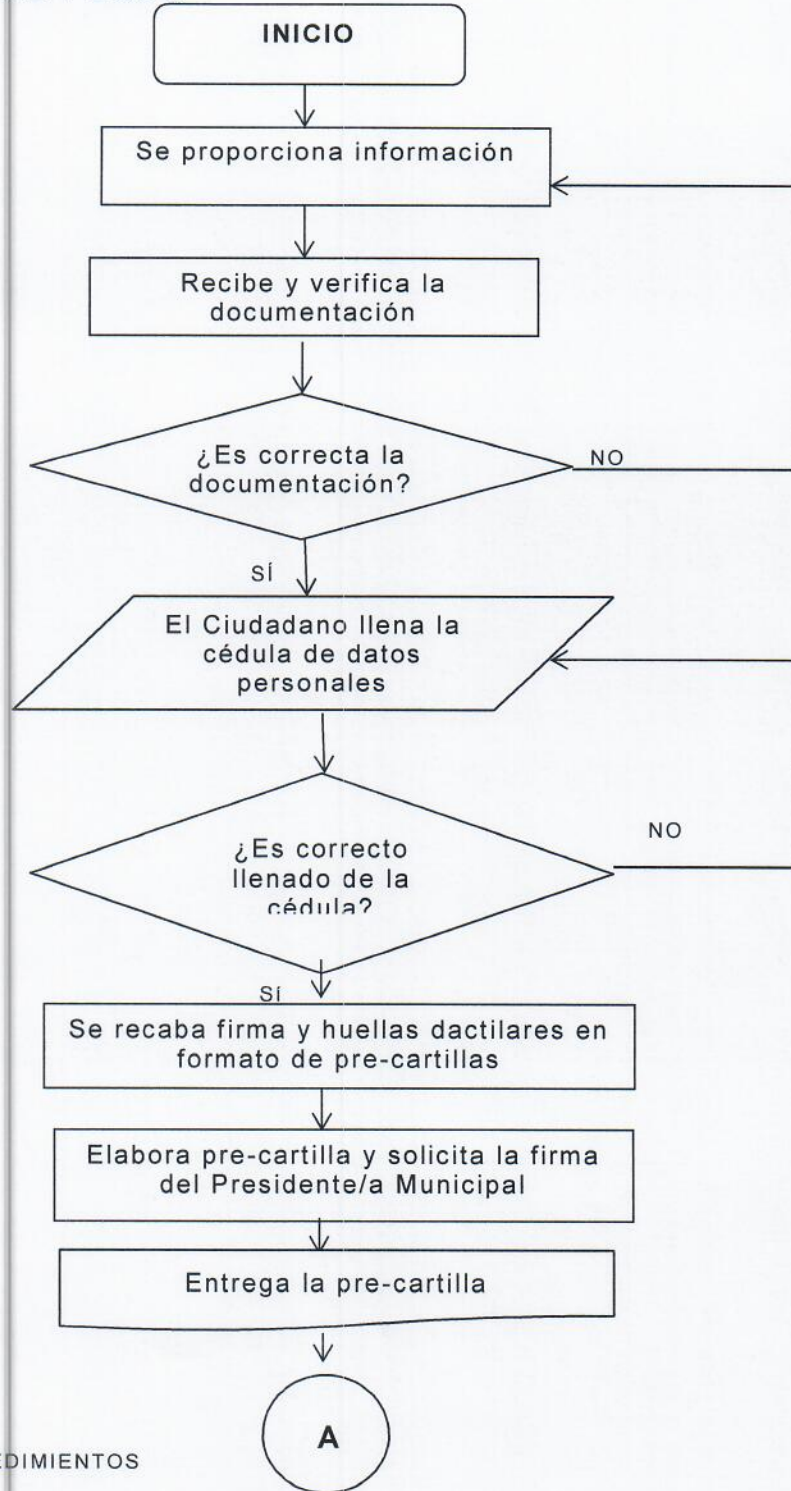 INICIO
Se proporciona información
Recibe y verifica la
documentación
¿Es correcta la
documentación?
NO
SÍ
El Ciudadano llena la
cédula de datos
personales
¿Es correcto
llenado de la
cédula?
NO
Sí
Se recaba firma y huellas dactilares en
formato de pre-cartillas
Elabora pre-cartilla y solicita la firma
del Presidente/a Municipal
Entrega la pre-cartilla
A
EDIMIENTOS